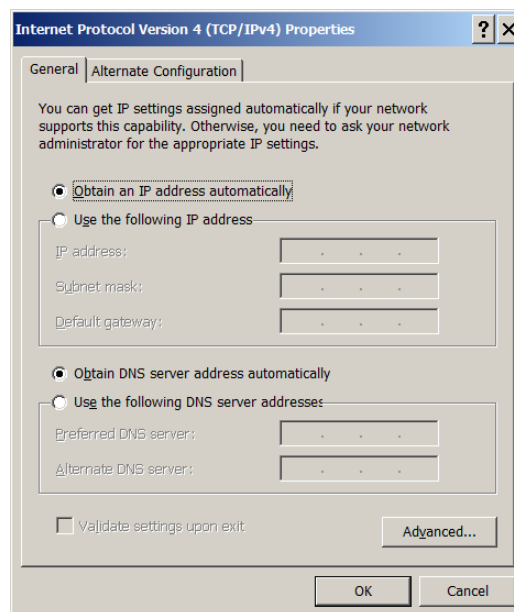 Internet Protocol Version 4 (TCP/IPv4) Properties
General
Alternate Configuration
You can get IP settings assigned automatically if your network
supports this capability. Otherwise, you need to ask your network
administrator for the appropriate IP settings.
Obtain an IP address automatically
Use the following IP address
IP address:
Subnet mask:
Default gateway:
Obtain DNS server address automatically
Use the following DNS server addresses:
Preferred DNS server:
Alternate DNS server:
Validate settings upon exit
Advanced...
OK
Cancel